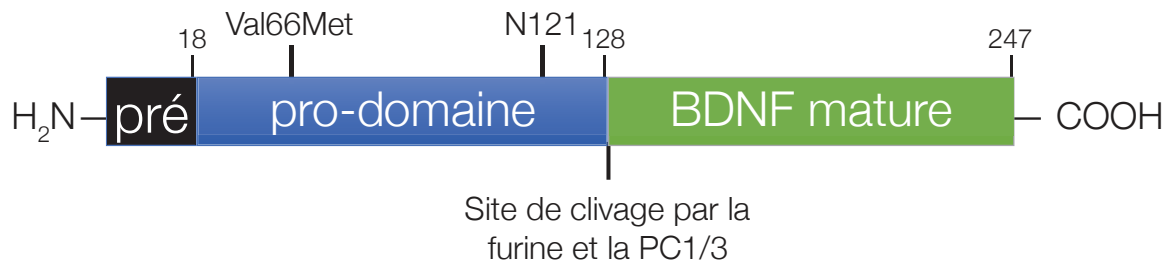 18 Val66Met N121 128 247
H₂N pré pro-domaine BDNF mature COOH
Site de clivage par la
furine et la PC1/3